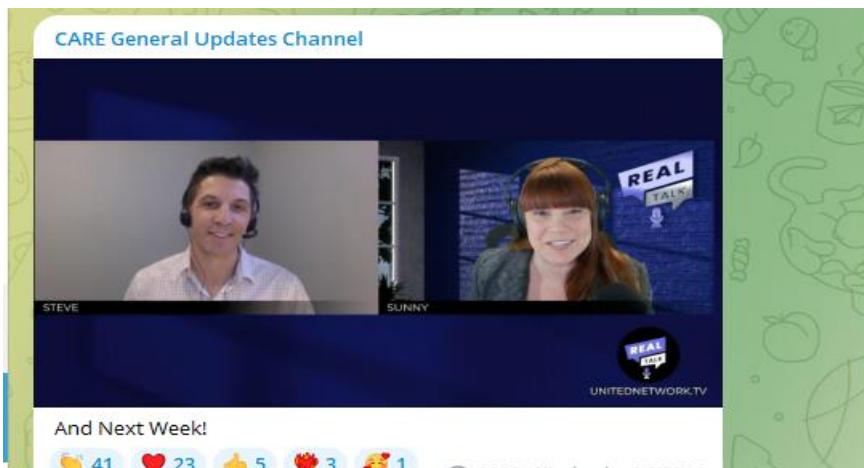 CARE General Updates Channel
REAL
TALK
STEVE
SUNNY
REAL
TALK
UNITEDNETWORK.TV
And Next Week!
41 23 5 3 1